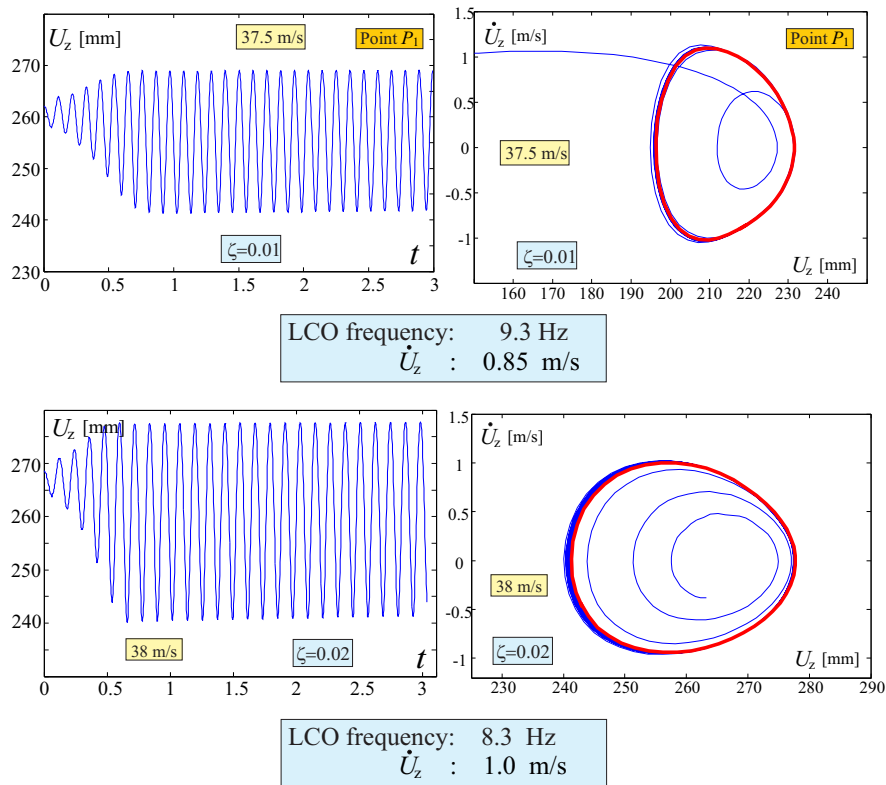 U_z [mm]
37.5 m/s
Point P_1
270
260
250
240
230
0
0.5
1
1.5
2
2.5
3
t
ζ=0.01
U̇_z [m/s]
Point P_1
1.5
1
0.5
0
-0.5
-1
37.5 m/s
ζ=0.01
U_z [mm]
160 170 180 190 200 210 220 230 240
LCO frequency: 9.3 Hz
U̇_z : 0.85 m/s
U_z [mm]
270
260
250
240
0
0.5
1
1.5
2
2.5
3
38 m/s
ζ=0.02
t
U̇_z [m/s]
1.5
1
0.5
0
-0.5
-1
38 m/s
ζ=0.02
U_z [mm]
230 240 250 260 270 280 290
LCO frequency: 8.3 Hz
U̇_z : 1.0 m/s